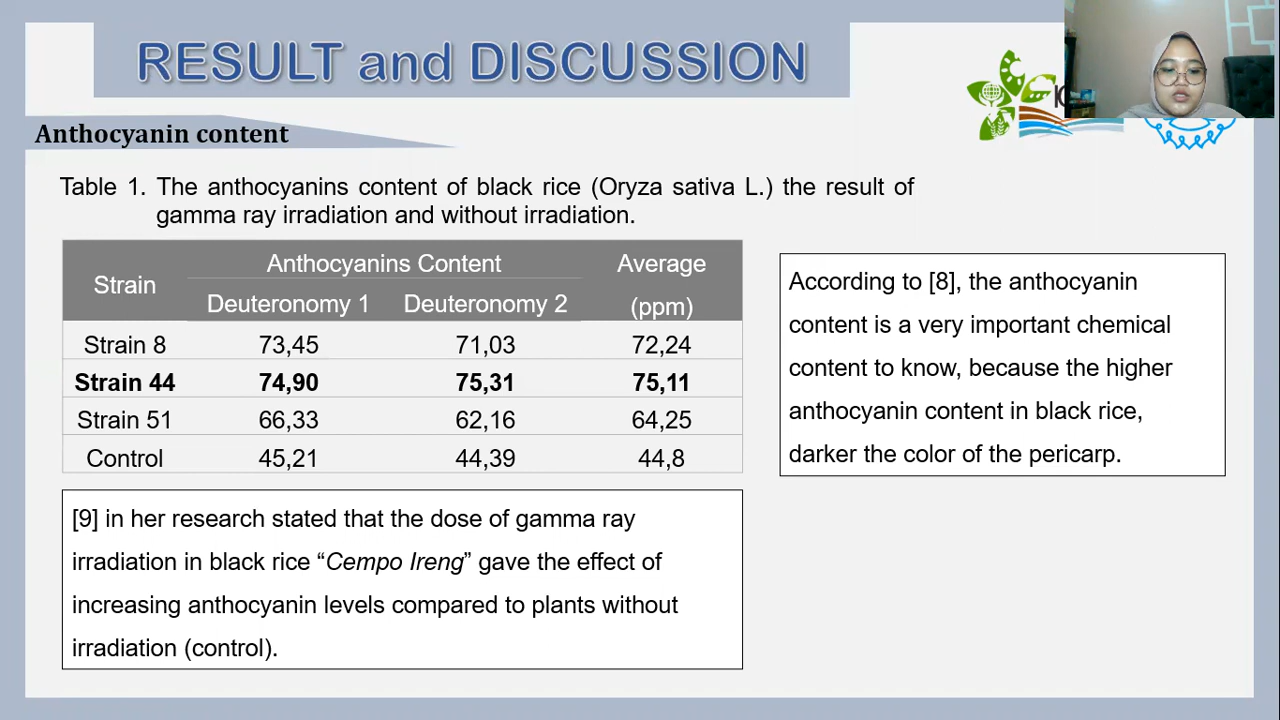 RESULT and DISCUSSION
Anthocyanin content
Table 1. The anthocyanins content of black rice (Oryza sativa L.) the result of
gamma ray irradiation and without irradiation.
Strain Anthocyanins Content Average (ppm)
Deuteronomy 1 Deuteronomy 2
Strain 8 73,45 71,03 72,24
Strain 44 74,90 75,31 75,11
Strain 51 66,33 62,16 64,25
Control 45,21 44,39 44,8
According to [8], the anthocyanin
content is a very important chemical
content to know, because the higher
anthocyanin content in black rice,
darker the color of the pericarp.
[9] in her research stated that the dose of gamma ray
irradiation in black rice “Cempo Ireng” gave the effect of
increasing anthocyanin levels compared to plants without
irradiation (control).